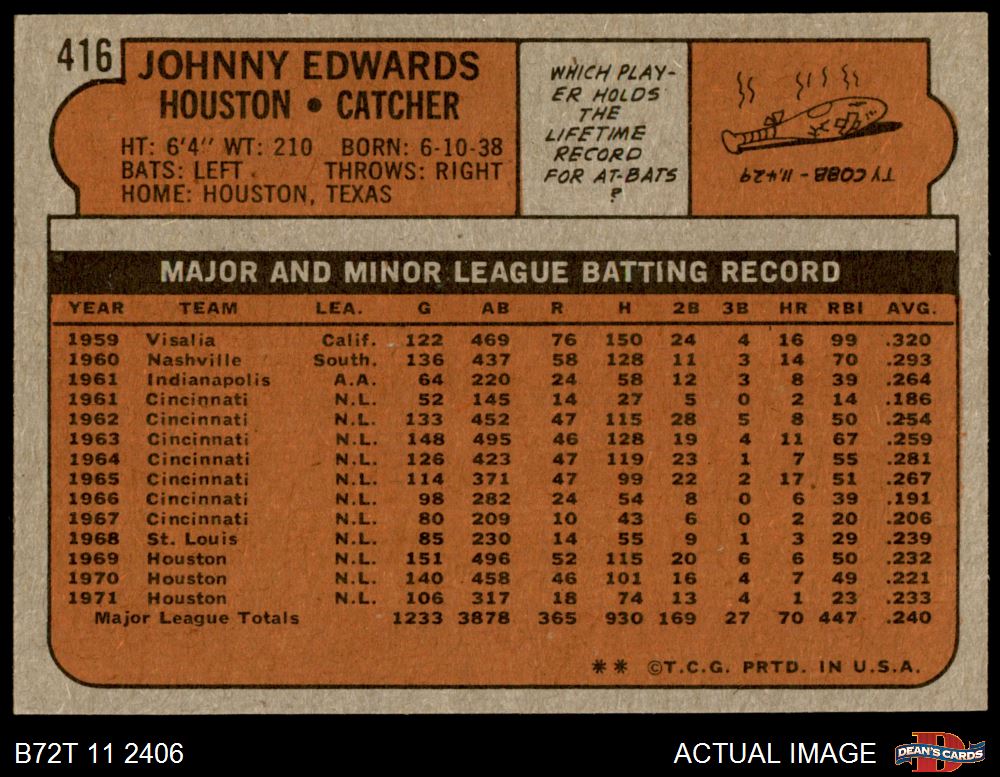 416
JOHNNY EDWARDS
HOUSTON • CATCHER
HT: 6'4" WT: 210 BORN: 6-10-38
BATS: LEFT THROWS: RIGHT
HOME: HOUSTON, TEXAS
WHICH PLAY-
ER HOLDS
THE
LIFETIME
RECORD
FOR AT-BATS
?
TY COBB - 11,429
MAJOR AND MINOR LEAGUE BATTING RECORD
YEAR TEAM LEA. G AB R H 2B 3B HR RBI AVG.
1959 Visalia Calif. 122 469 76 150 24 4 16 99 .320
1960 Nashville South. 136 437 58 128 11 3 14 70 .293
1961 Indianapolis A.A. 64 220 24 58 12 3 8 39 .264
1961 Cincinnati N.L. 52 145 14 27 5 0 2 14 .186
1962 Cincinnati N.L. 133 452 47 115 28 5 8 50 .254
1963 Cincinnati N.L. 148 495 46 128 19 4 11 67 .259
1964 Cincinnati N.L. 126 423 47 119 23 1 7 55 .281
1965 Cincinnati N.L. 114 371 47 99 22 2 17 51 .267
1966 Cincinnati N.L. 98 282 24 54 8 0 6 39 .191
1967 Cincinnati N.L. 80 209 10 43 6 0 2 20 .206
1968 St. Louis N.L. 85 230 14 55 9 1 3 29 .239
1969 Houston N.L. 151 496 52 115 20 6 6 50 .232
1970 Houston N.L. 140 458 46 101 16 4 7 49 .221
1971 Houston N.L. 106 317 18 74 13 4 1 23 .233
Major League Totals 1233 3878 365 930 169 27 70 447 .240
** ©T.C.G. PRTD. IN U.S.A.
B72T 11 2406
ACTUAL IMAGE
D
DEAN'S CARDS